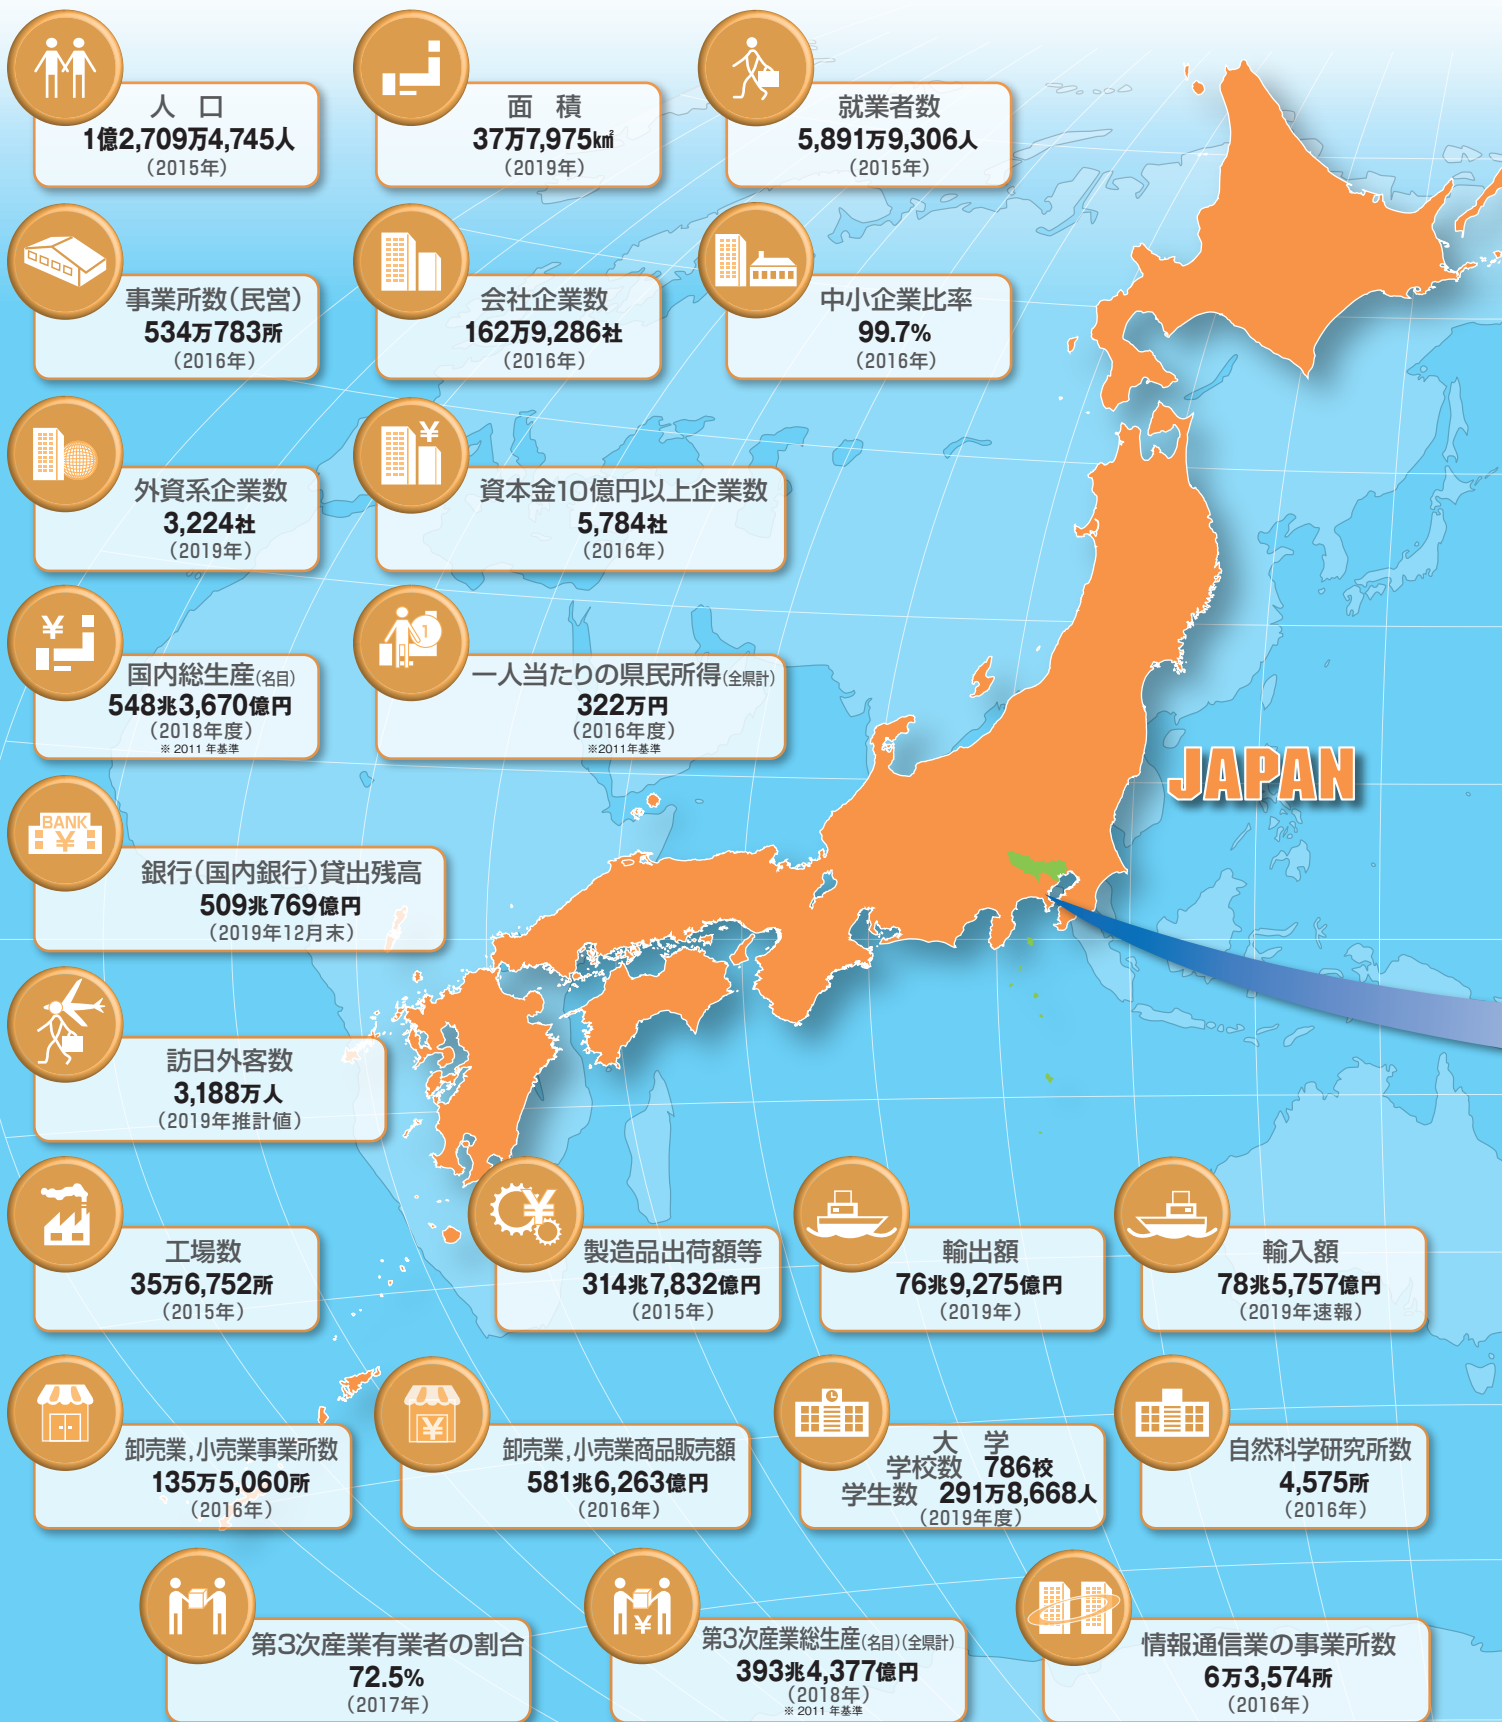 人　口
1億2,709万4,745人
（2015年）
面　積
37万7,975㎢
（2019年）
就業者数
5,891万9,306人
（2015年）
事業所数（民営）
534万783所
（2016年）
会社企業数
162万9,286社
（2016年）
中小企業比率
99.7%
（2016年）
外資系企業数
3,224社
（2019年）
¥
資本金10億円以上企業数
5,784社
（2016年）
¥
国内総生産（名目）
548兆3,670億円
（2018年度）
※ 2011 年基準
1
一人当たりの県民所得（全県計）
322万円
（2016年度）
※2011年基準
JAPAN
BANK
¥
銀行（国内銀行）貸出残高
509兆769億円
（2019年12月末）
訪日外客数
3,188万人
（2019年推計値）
工場数
35万6,752所
（2015年）
¥
製造品出荷額等
314兆7,832億円
（2015年）
輸出額
76兆9,275億円
（2019年）
輸入額
78兆5,757億円
（2019年速報）
卸売業，小売業事業所数
135万5,060所
（2016年）
¥
卸売業，小売業商品販売額
581兆6,263億円
（2016年）
大　学
学校数　786校
学生数　291万8,668人
（2019年度）
自然科学研究所数
4,575所
（2016年）
第3次産業有業者の割合
72.5%
（2017年）
¥
第3次産業総生産（名目）（全県計）
393兆4,377億円
（2018年）
※ 2011 年基準
情報通信業の事業所数
6万3,574所
（2016年）